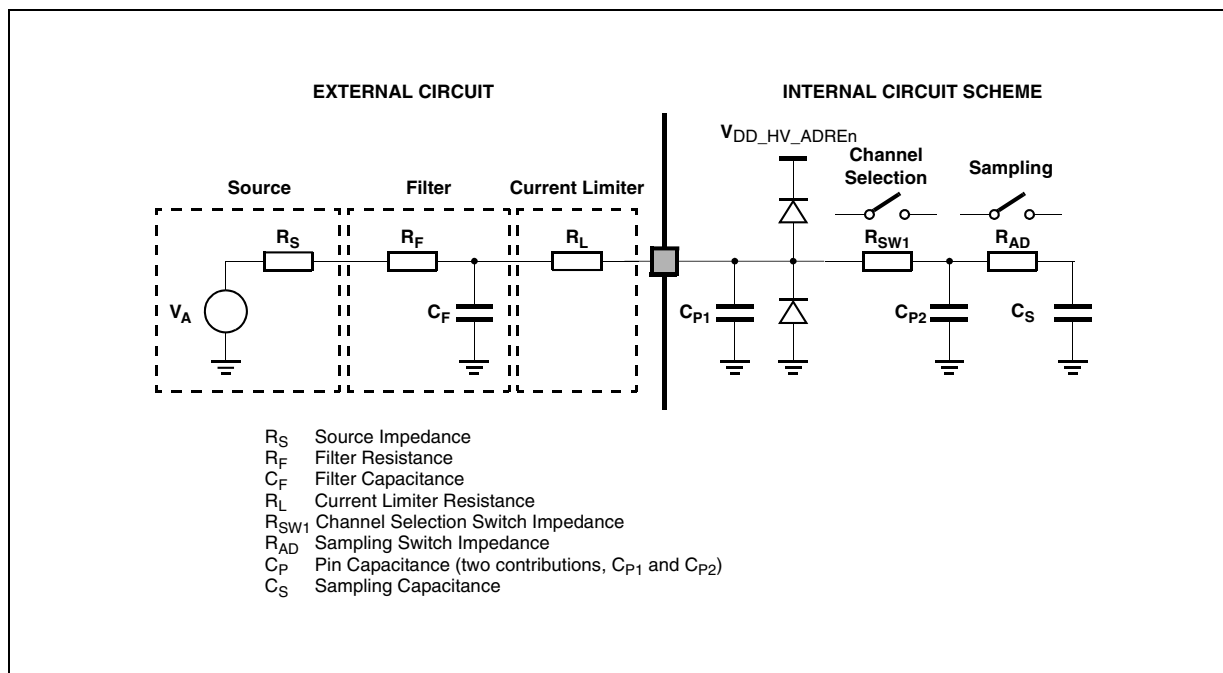 EXTERNAL CIRCUIT
INTERNAL CIRCUIT SCHEME
VDD_HV_ADREn
Channel
Selection
Sampling
Source
Filter
Current Limiter
RS
RF
RL
RSW1
RAD
VA
CF
CP1
CP2
CS
RS Source Impedance
RF Filter Resistance
CF Filter Capacitance
RL Current Limiter Resistance
RSW1 Channel Selection Switch Impedance
RAD Sampling Switch Impedance
CP Pin Capacitance (two contributions, CP1 and CP2)
CS Sampling Capacitance